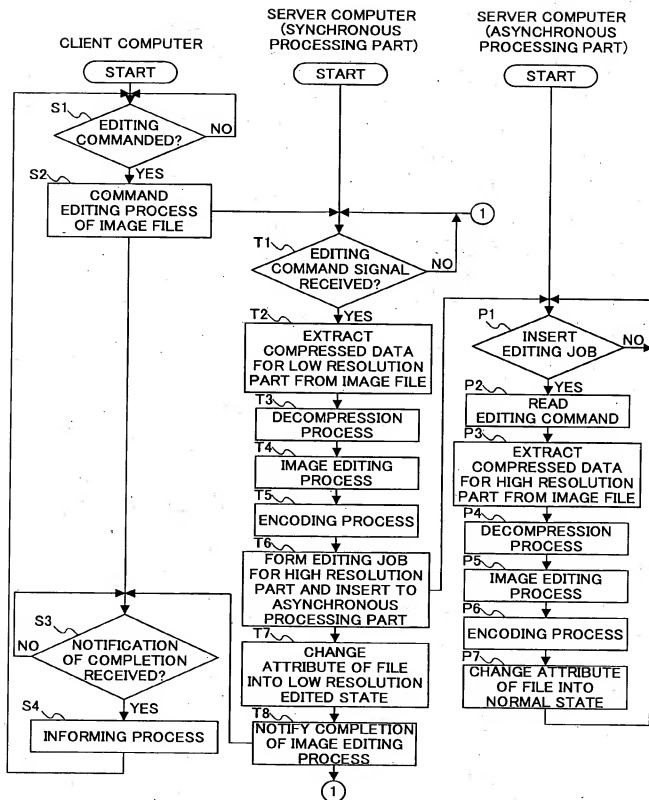 CLIENT COMPUTER
START
S1
EDITING
COMMANDED?
NO
YES
S2
COMMAND
EDITING PROCESS
OF IMAGE FILE
S3
NO
NOTIFICATION
OF COMPLETION
RECEIVED?
YES
S4
INFORMING PROCESS
SERVER COMPUTER
(SYNCHRONOUS
PROCESSING PART)
START
1
T1
EDITING
COMMAND SIGNAL
RECEIVED?
NO
YES
T2
EXTRACT
COMPRESSED DATA
FOR LOW RESOLUTION
PART FROM IMAGE FILE
T3
DECOMPRESSION
PROCESS
T4
IMAGE EDITING
PROCESS
T5
ENCODING PROCESS
T6
FORM EDITING JOB
FOR HIGH RESOLUTION
PART AND INSERT TO
ASYNCHRONOUS
PROCESSING PART
T7
CHANGE
ATTRIBUTE OF FILE
INTO LOW RESOLUTION
EDITED STATE
T8
NOTIFY COMPLETION
OF IMAGE EDITING
PROCESS
1
SERVER COMPUTER
(ASYNCHRONOUS
PROCESSING PART)
START
P1
INSERT
EDITING JOB
NO
YES
P2
READ
EDITING COMMAND
P3
EXTRACT
COMPRESSED DATA
FOR HIGH RESOLUTION
PART FROM IMAGE FILE
P4
DECOMPRESSION
PROCESS
P5
IMAGE EDITING
PROCESS
P6
ENCODING PROCESS
P7
CHANGE ATTRIBUTE
OF FILE INTO
NORMAL STATE